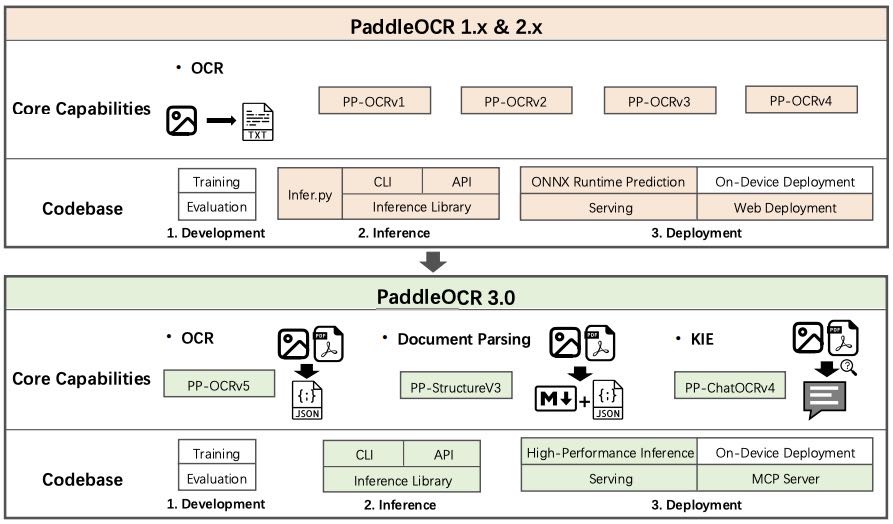 PaddleOCR 1.x & 2.x
Core Capabilities
• OCR
TXT
PP-OCRv1
PP-OCRv2
PP-OCRv3
PP-OCRv4
Codebase
Training
Evaluation
1. Development
Infer.py
CLI
API
Inference Library
2. Inference
ONNX Runtime Prediction
On-Device Deployment
Serving
Web Deployment
3. Deployment
PaddleOCR 3.0
Core Capabilities
• OCR
PDF
PP-OCRv5
{;}
JSON
• Document Parsing
PDF
PP-StructureV3
M
+
{;}
JSON
• KIE
PDF
PP-ChatOCRv4
?
Codebase
Training
Evaluation
1. Development
CLI
API
Inference Library
2. Inference
High-Performance Inference
On-Device Deployment
Serving
MCP Server
3. Deployment